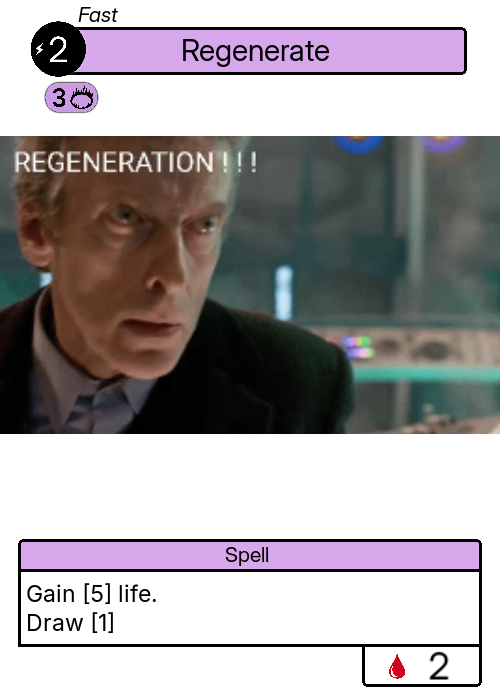 Fast
2
Regenerate
3
REGENERATION ! ! !
Spell
Gain [5] life.
Draw [1]
2